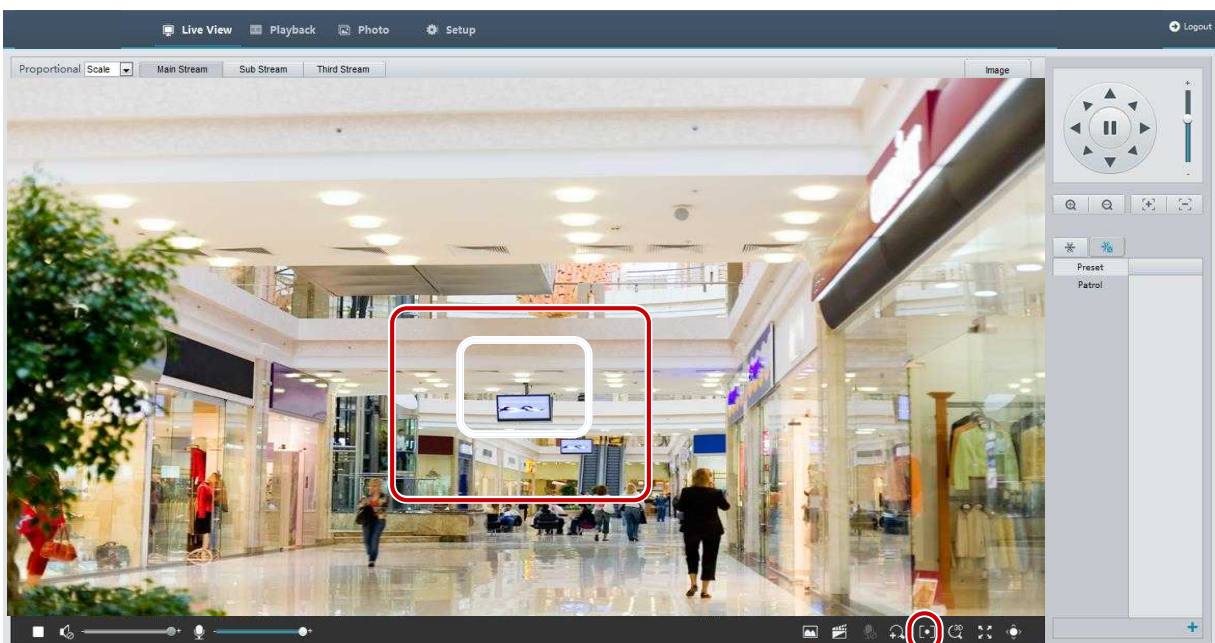 Live View Playback Photo Setup Logout
Proportional Scale Main Stream Sub Stream Third Stream Image
Preset
Patrol